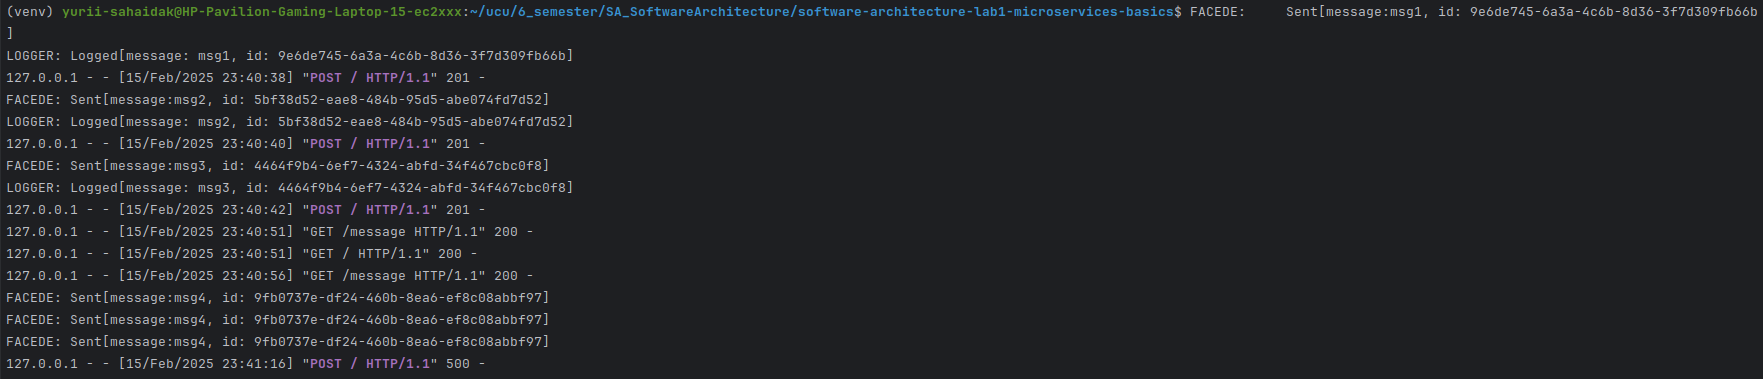 (venv) yurii-sahaidak@HP-Pavilion-Gaming-Laptop-15-ec2xxx:~/ucu/6_semester/SA_SoftwareArchitecture/software-architecture-lab1-microservices-basics$ FACEDE:     Sent[message:msg1, id: 9e6de745-6a3a-4c6b-8d36-3f7d309fb66b
]
LOGGER: Logged[message: msg1, id: 9e6de745-6a3a-4c6b-8d36-3f7d309fb66b]
127.0.0.1 - - [15/Feb/2025 23:40:38] "POST / HTTP/1.1" 201 -
FACEDE: Sent[message:msg2, id: 5bf38d52-eae8-484b-95d5-abe074fd7d52]
LOGGER: Logged[message: msg2, id: 5bf38d52-eae8-484b-95d5-abe074fd7d52]
127.0.0.1 - - [15/Feb/2025 23:40:40] "POST / HTTP/1.1" 201 -
FACEDE: Sent[message:msg3, id: 4464f9b4-6ef7-4324-abfd-34f467cbc0f8]
LOGGER: Logged[message: msg3, id: 4464f9b4-6ef7-4324-abfd-34f467cbc0f8]
127.0.0.1 - - [15/Feb/2025 23:40:42] "POST / HTTP/1.1" 201 -
127.0.0.1 - - [15/Feb/2025 23:40:51] "GET /message HTTP/1.1" 200 -
127.0.0.1 - - [15/Feb/2025 23:40:51] "GET / HTTP/1.1" 200 -
127.0.0.1 - - [15/Feb/2025 23:40:56] "GET /message HTTP/1.1" 200 -
FACEDE: Sent[message:msg4, id: 9fb0737e-df24-460b-8ea6-ef8c08abbf97]
FACEDE: Sent[message:msg4, id: 9fb0737e-df24-460b-8ea6-ef8c08abbf97]
FACEDE: Sent[message:msg4, id: 9fb0737e-df24-460b-8ea6-ef8c08abbf97]
127.0.0.1 - - [15/Feb/2025 23:41:16] "POST / HTTP/1.1" 500 -